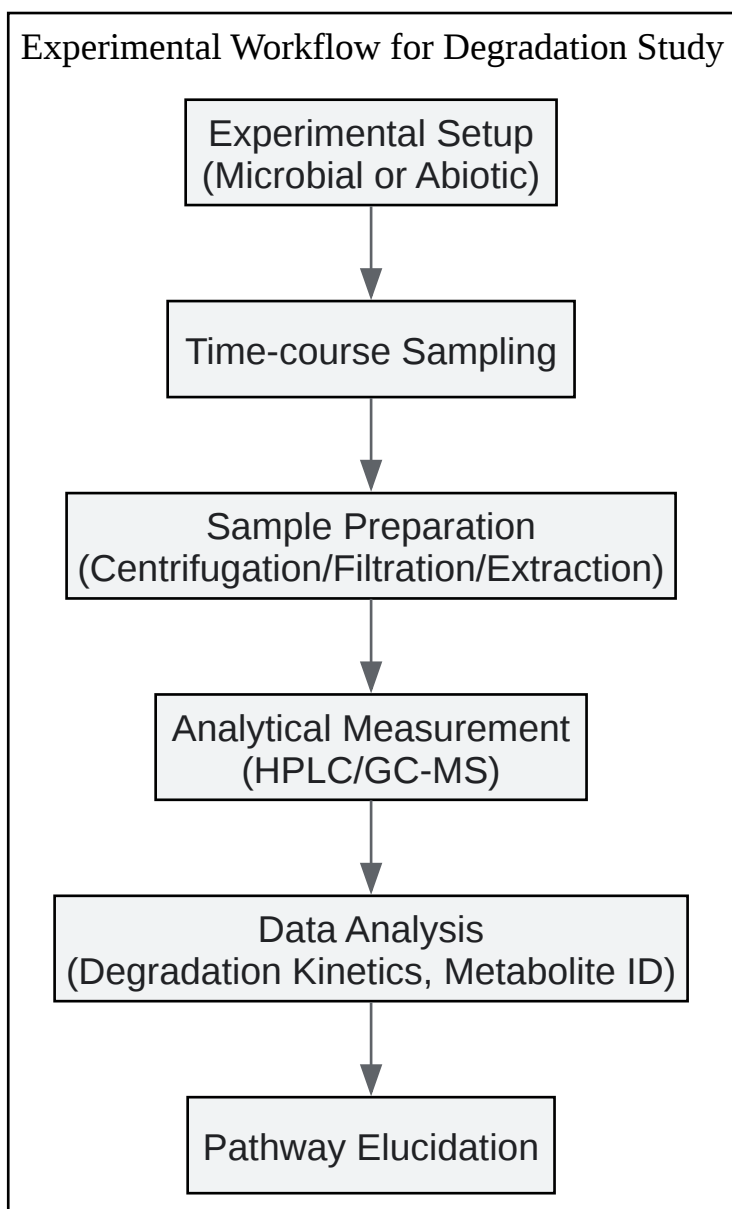 Experimental Workflow for Degradation Study
Experimental Setup
(Microbial or Abiotic)
Time-course Sampling
Sample Preparation
(Centrifugation/Filtration/Extraction)
Analytical Measurement
(HPLC/GC-MS)
Data Analysis
(Degradation Kinetics, Metabolite ID)
Pathway Elucidation